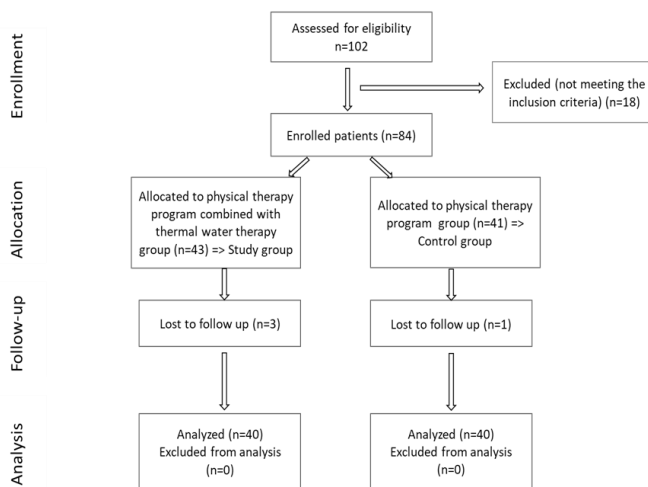 Enrollment
Assessed for eligibility
n=102
Excluded (not meeting the
inclusion criteria) (n=18)
Enrolled patients (n=84)
Allocation
Allocated to physical therapy
program combined with
thermal water therapy
group (n=43) => Study group
Allocated to physical therapy
program group (n=41) =>
Control group
Follow-up
Lost to follow up (n=3)
Lost to follow up (n=1)
Analysis
Analyzed (n=40)
Excluded from analysis
(n=0)
Analyzed (n=40)
Excluded from analysis
(n=0)